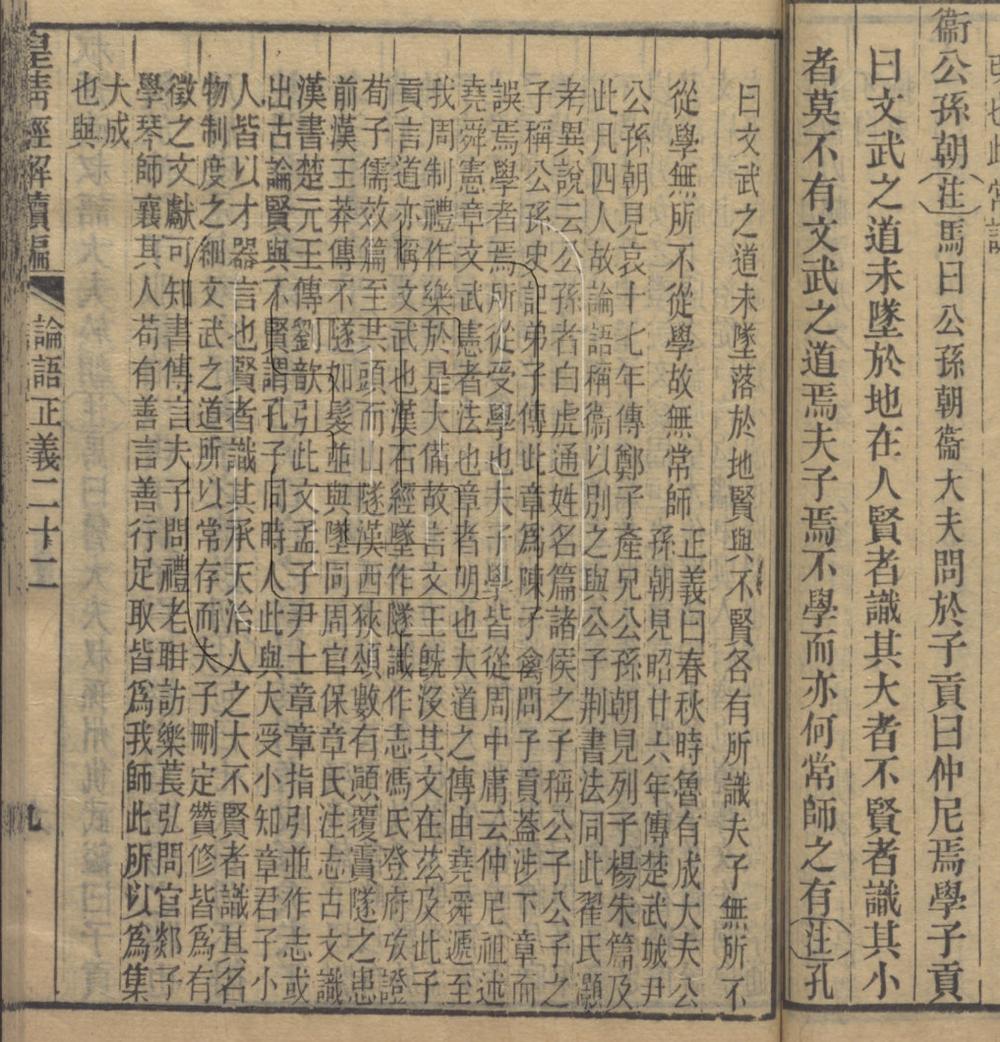 衞公孫朝注馬曰公孫朝衞大夫問於子貢曰仲尼焉學子貢
曰文武之道未墜於地在人賢者識其大者不賢者識其小
者莫不有文武之道焉夫子焉不學而亦何常師之有注孔
曰文武之道未墜落於地賢與不賢各有所識夫子無所不
從學無所不從學故無常師
正義曰春秋時魯有成大夫公
孫朝見昭廿六年傳楚武城尹
公孫朝見哀十七年傳鄭子產兄公孫朝見列子楊朱篇及
此凡四人故論語稱衞以別之與公子荆書法同此翟氏灝
考異說云公孫者白虎通姓名篇諸侯之子稱公子公子之
子稱公孫史記弟子傳此章爲陳子禽問子貢葢涉下章而
誤焉學者焉所從受學也夫子學皆從周中庸云仲尼祖述
堯舜憲章文武憲者法也章者明也大道之傳由堯舜遞至
我周制禮作樂於是大備故言文王旣沒其文在茲及此子
貢言道亦稱文武也漢石經墜作隧識作志馮氏登府攷證
荀子儒效篇至共頭而山隧漢西狹頌數有顚覆霣隧之患
前漢王莽傳不隧如髮並與墜同周官保章氏注志古文識
漢書楚元王傳劉歆引此文孟子尹士章章指引並作志或
出古論賢與不賢謂孔子同時人此與大受小知章君子小
人皆以才器言也賢者識其承天治人之大不賢者識其名
物制度之細文武之道所以常存而夫子刪定贊修皆爲有
徵之文獻可知書傳言夫子問禮老聃訪樂萇弘問官郯子
學琴師襄其人苟有善言善行足取皆爲我師此所以爲集
大成
也與
皇淸經解續編
論語正義二十二
九